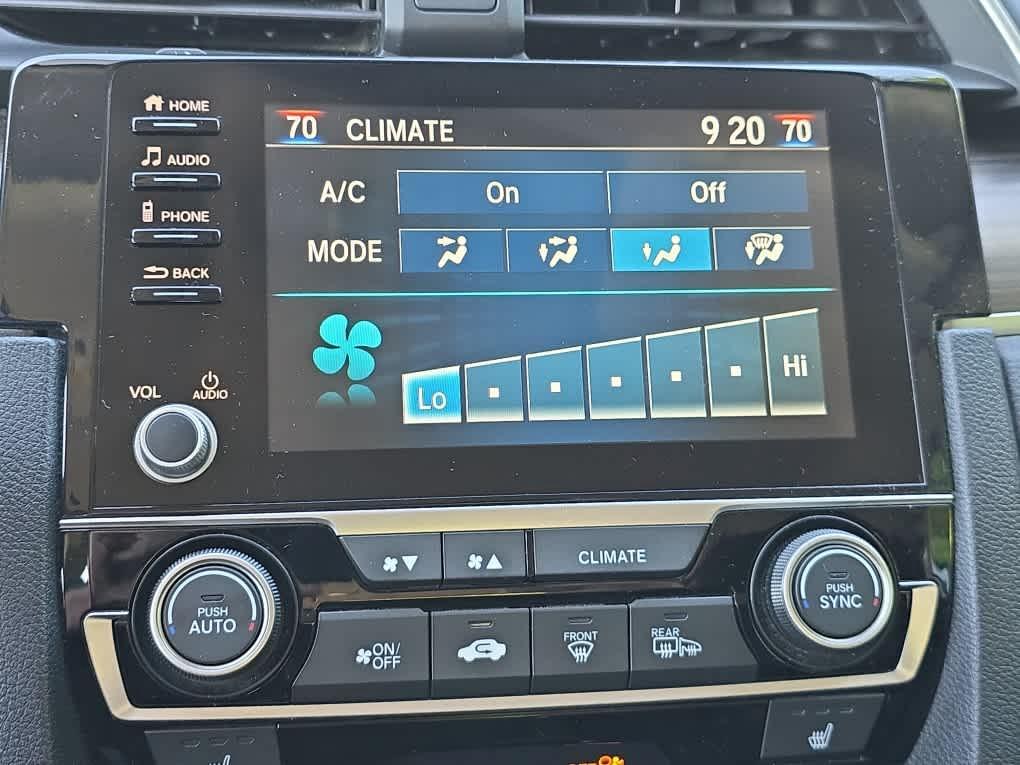 HOME
AUDIO
PHONE
BACK
VOL
AUDIO
70 CLIMATE 9 20 70
A/C On Off
MODE
Lo Hi
CLIMATE
PUSH
AUTO
PUSH
SYNC
ON/
OFF
FRONT
REAR